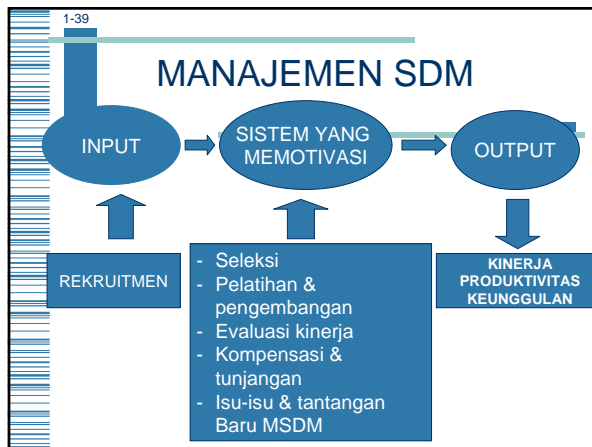 1-39
MANAJEMEN SDM
INPUT
SISTEM YANG
MEMOTIVASI
OUTPUT
REKRUITMEN
- Seleksi
- Pelatihan &
pengembangan
- Evaluasi kinerja
- Kompensasi &
tunjangan
- Isu-isu & tantangan
Baru MSDM
KINERJA
PRODUKTIVITAS
KEUNGGULAN